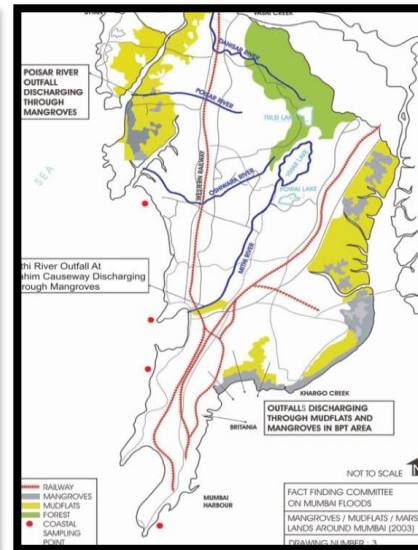 VASAI CREEK
DAHISAR RIVER
POISAR RIVER
OUTFALL
DISCHARGING
THROUGH
MANGROVES
POISAR RIVER
TULSI LAKE
SEA
WESTERN RAILWAY
OSHIWARA RIVER
VIHAR LAKE
POWAI LAKE
MITHI RIVER
thi River Outfall At
ahim Causeway Discharging
rough Mangroves
KHARGO CREEK
OUTFALLS DISCHARGING
THROUGH MUDFLATS AND
MANGROVES IN BPT AREA
BRITANIA
NOT TO SCALE
MUMBAI
HARBOUR
RAILWAY
MANGROVES
MUDFLATS
FOREST
COASTAL
SAMPLING
POINT
FACT FINDING COMMITTEE
ON MUMBAI FLOODS
MANGROVES / MUDFLATS / MARS
LANDS AROUND MUMBAI (2003)
DRAWING NUMBER : 3